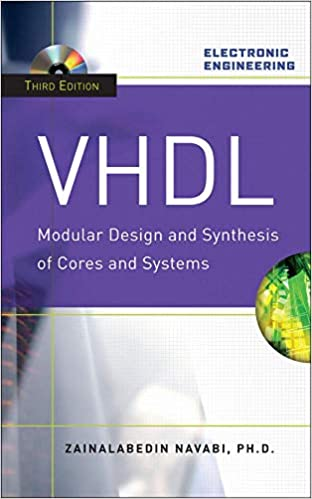 ELECTRONIC
ENGINEERING
THIRD EDITION
VHDL
Modular Design and Synthesis
of Cores and Systems
ZAINALABEDIN NAVABI, PH.D.